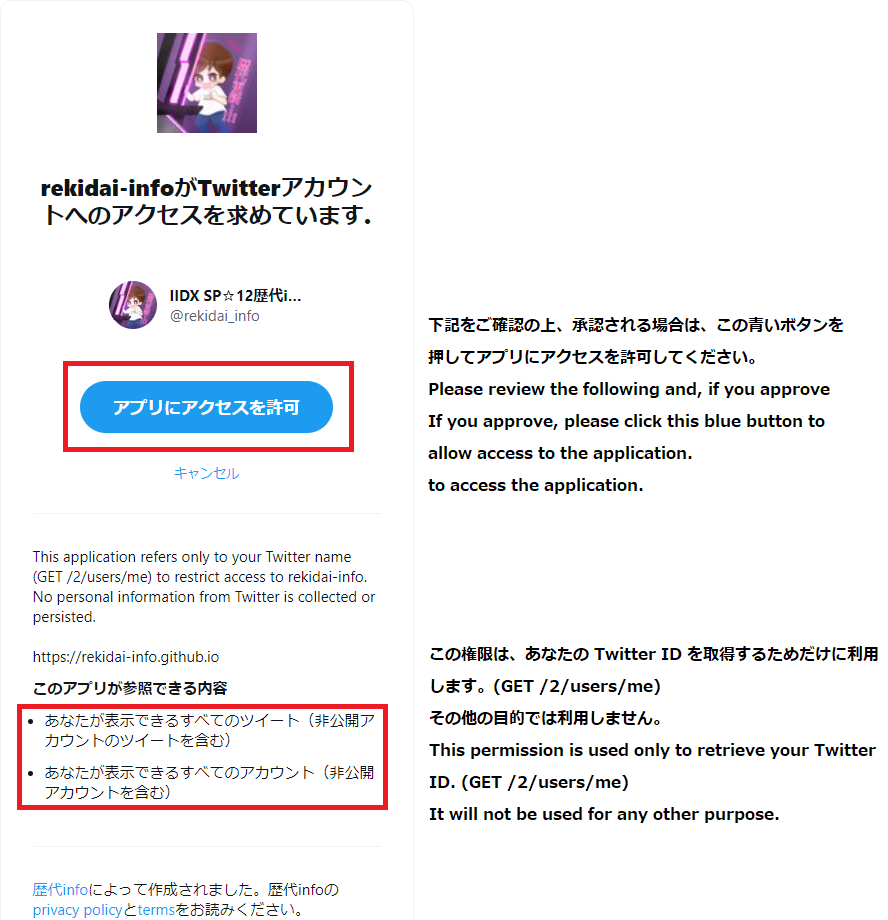 rekidai-infoがTwitterアカウン
トへのアクセスを求めています.
IIDX SP☆12歴代i...
@rekidai_info
アプリにアクセスを許可
キャンセル
下記をご確認の上、承認される場合は、この青いボタンを
押してアプリにアクセスを許可してください。
Please review the following and, if you approve
If you approve, please click this blue button to
allow access to the application.
to access the application.
This application refers only to your Twitter name
(GET /2/users/me) to restrict access to rekidai-info.
No personal information from Twitter is collected or
persisted.
https://rekidai-info.github.io
このアプリが参照できる内容
• あなたが表示できるすべてのツイート（非公開ア
カウントのツイートを含む）
• あなたが表示できるすべてのアカウント（非公開
アカウントを含む）
この権限は、あなたの Twitter ID を取得するためだけに利用
します。(GET /2/users/me)
その他の目的では利用しません。
This permission is used only to retrieve your Twitter
ID. (GET /2/users/me)
It will not be used for any other purpose.
歴代infoによって作成されました。歴代infoの
privacy policyとtermsをお読みください。